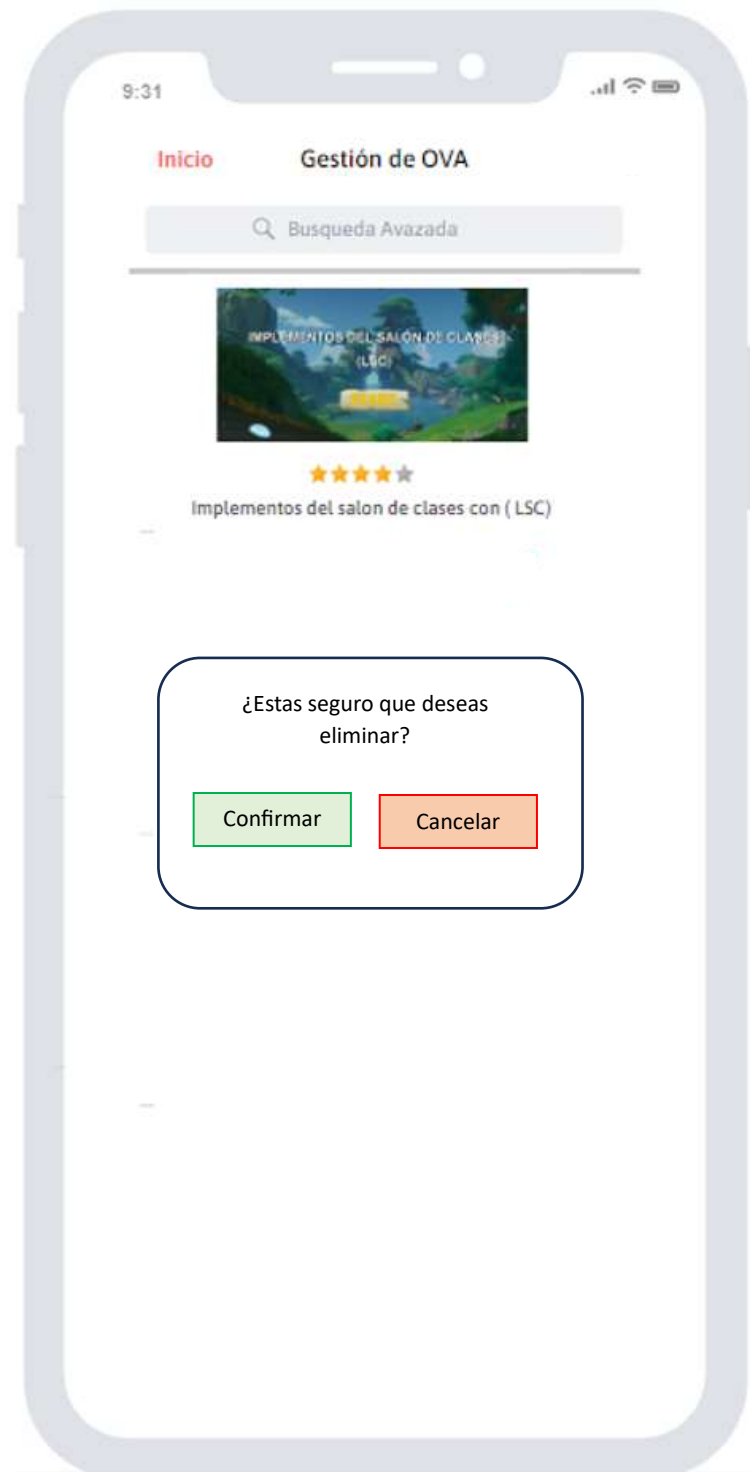 9:31
Inicio
Gestión de OVA
Busqueda Avazada
IMPLEMENTOS DEL SALÓN DE CLASES
(LSC)
Implementos del salon de clases con ( LSC)
¿Estas seguro que deseas
eliminar?
Confirmar
Cancelar